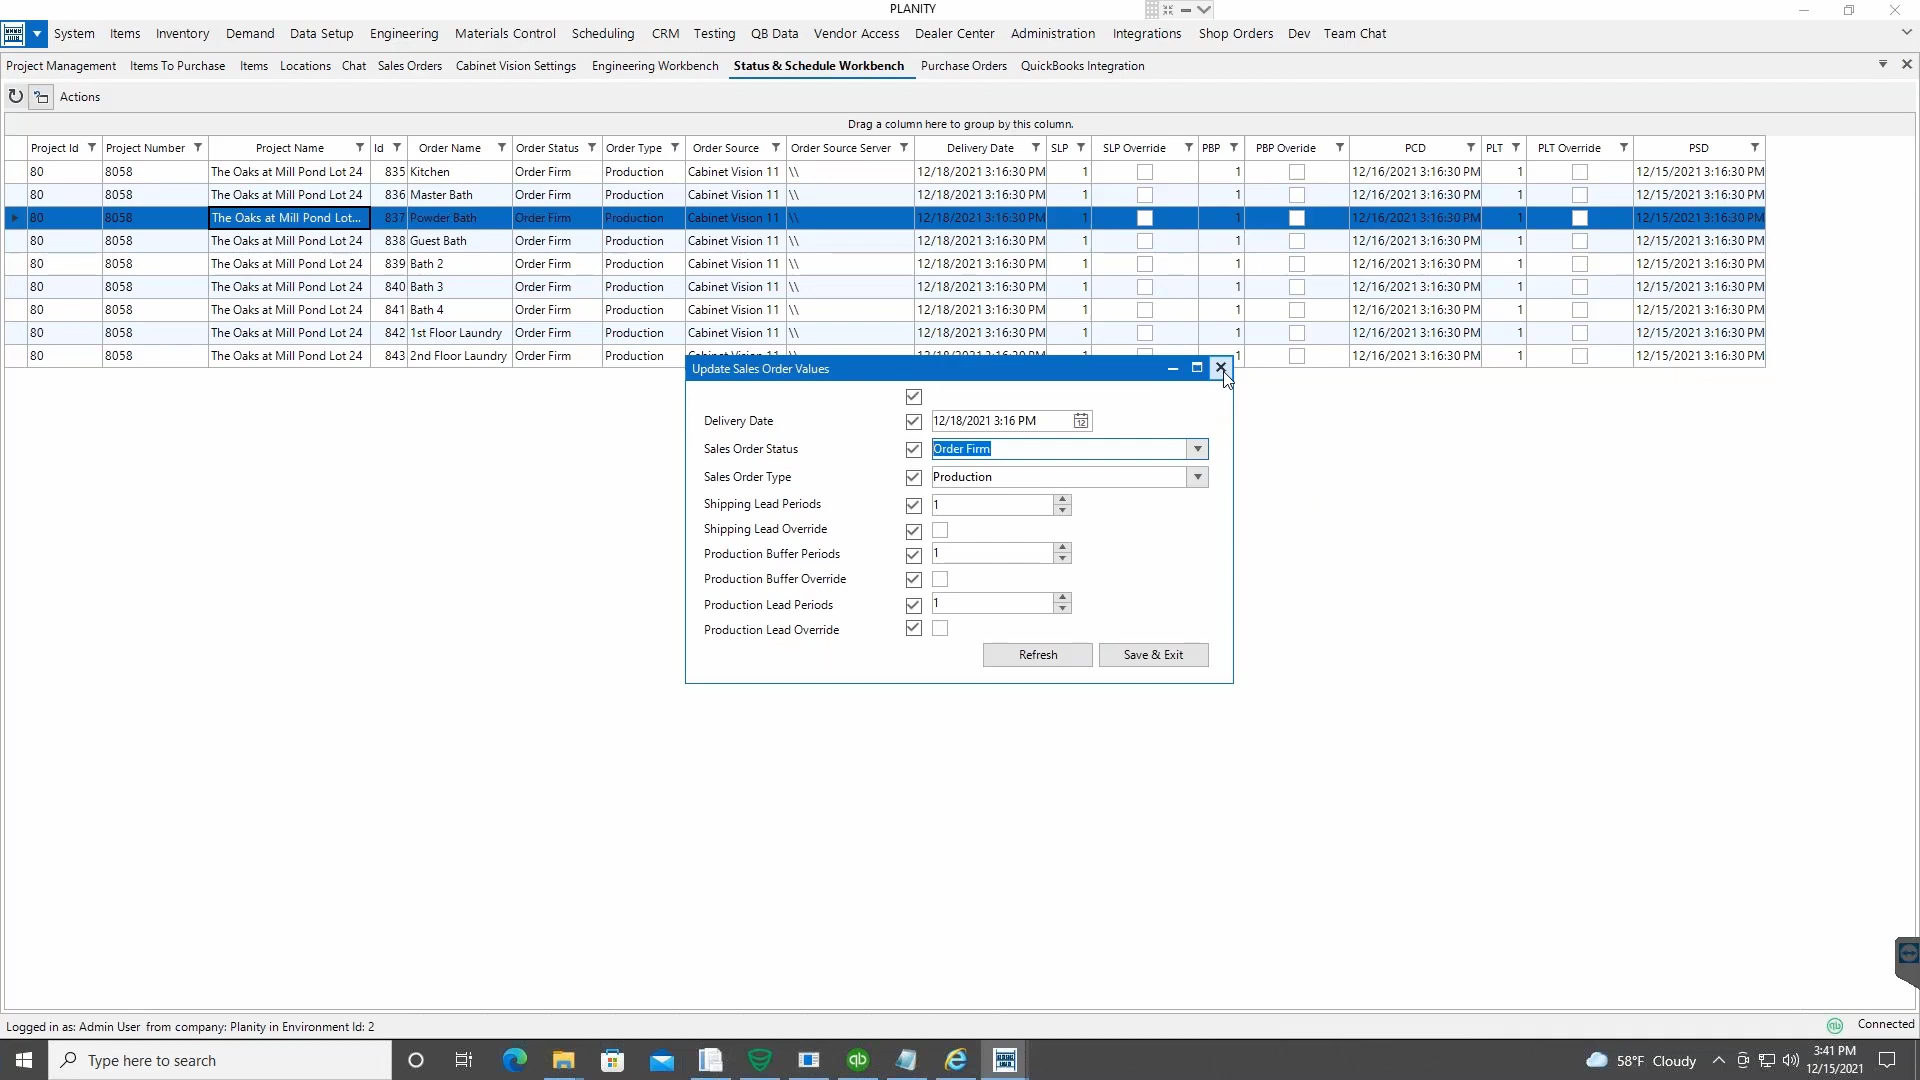 PLANITY
System Items Inventory Demand Data Setup Engineering Materials Control Scheduling CRM Testing QB Data Vendor Access Dealer Center Administration Integrations Shop Orders Dev Team Chat
Project Management Items To Purchase Items Locations Chat Sales Orders Cabinet Vision Settings Engineering Workbench Status & Schedule Workbench Purchase Orders QuickBooks Integration
Actions
Drag a column here to group by this column.
Project Id Project Number Project Name Id Order Name Order Status Order Type Order Source Order Source Server Delivery Date SLP SLP Override PBP PBP Overide PCD PLT PLT Override PSD
80 8058 The Oaks at Mill Pond Lot 24 835 Kitchen Order Firm Production Cabinet Vision 11 \\ 12/18/2021 3:16:30 PM 1 1 12/16/2021 3:16:30 PM 1 12/15/2021 3:16:30 PM
80 8058 The Oaks at Mill Pond Lot 24 836 Master Bath Order Firm Production Cabinet Vision 11 \\ 12/18/2021 3:16:30 PM 1 1 12/16/2021 3:16:30 PM 1 12/15/2021 3:16:30 PM
80 8058 The Oaks at Mill Pond Lot... 837 Powder Bath Order Firm Production Cabinet Vision 11 \\ 12/18/2021 3:16:30 PM 1 1 12/16/2021 3:16:30 PM 1 12/15/2021 3:16:30 PM
80 8058 The Oaks at Mill Pond Lot 24 838 Guest Bath Order Firm Production Cabinet Vision 11 \\ 12/18/2021 3:16:30 PM 1 1 12/16/2021 3:16:30 PM 1 12/15/2021 3:16:30 PM
80 8058 The Oaks at Mill Pond Lot 24 839 Bath 2 Order Firm Production Cabinet Vision 11 \\ 12/18/2021 3:16:30 PM 1 1 12/16/2021 3:16:30 PM 1 12/15/2021 3:16:30 PM
80 8058 The Oaks at Mill Pond Lot 24 840 Bath 3 Order Firm Production Cabinet Vision 11 \\ 12/18/2021 3:16:30 PM 1 1 12/16/2021 3:16:30 PM 1 12/15/2021 3:16:30 PM
80 8058 The Oaks at Mill Pond Lot 24 841 Bath 4 Order Firm Production Cabinet Vision 11 \\ 12/18/2021 3:16:30 PM 1 1 12/16/2021 3:16:30 PM 1 12/15/2021 3:16:30 PM
80 8058 The Oaks at Mill Pond Lot 24 842 1st Floor Laundry Order Firm Production Cabinet Vision 11 \\ 12/18/2021 3:16:30 PM 1 1 12/16/2021 3:16:30 PM 1 12/15/2021 3:16:30 PM
80 8058 The Oaks at Mill Pond Lot 24 843 2nd Floor Laundry Order Firm Production Cabinet Vision 11 \\ 12/18/2021 3:16:30 PM 1 1 12/16/2021 3:16:30 PM 1 12/15/2021 3:16:30 PM
Update Sales Order Values
Delivery Date 12/18/2021 3:16 PM 12
Sales Order Status Order Firm
Sales Order Type Production
Shipping Lead Periods 1
Shipping Lead Override
Production Buffer Periods 1
Production Buffer Override
Production Lead Periods 1
Production Lead Override
Refresh Save & Exit
Logged in as: Admin User from company: Planity in Environment Id: 2 qb Connected
Type here to search qb 58°F Cloudy 3:41 PM
12/15/2021